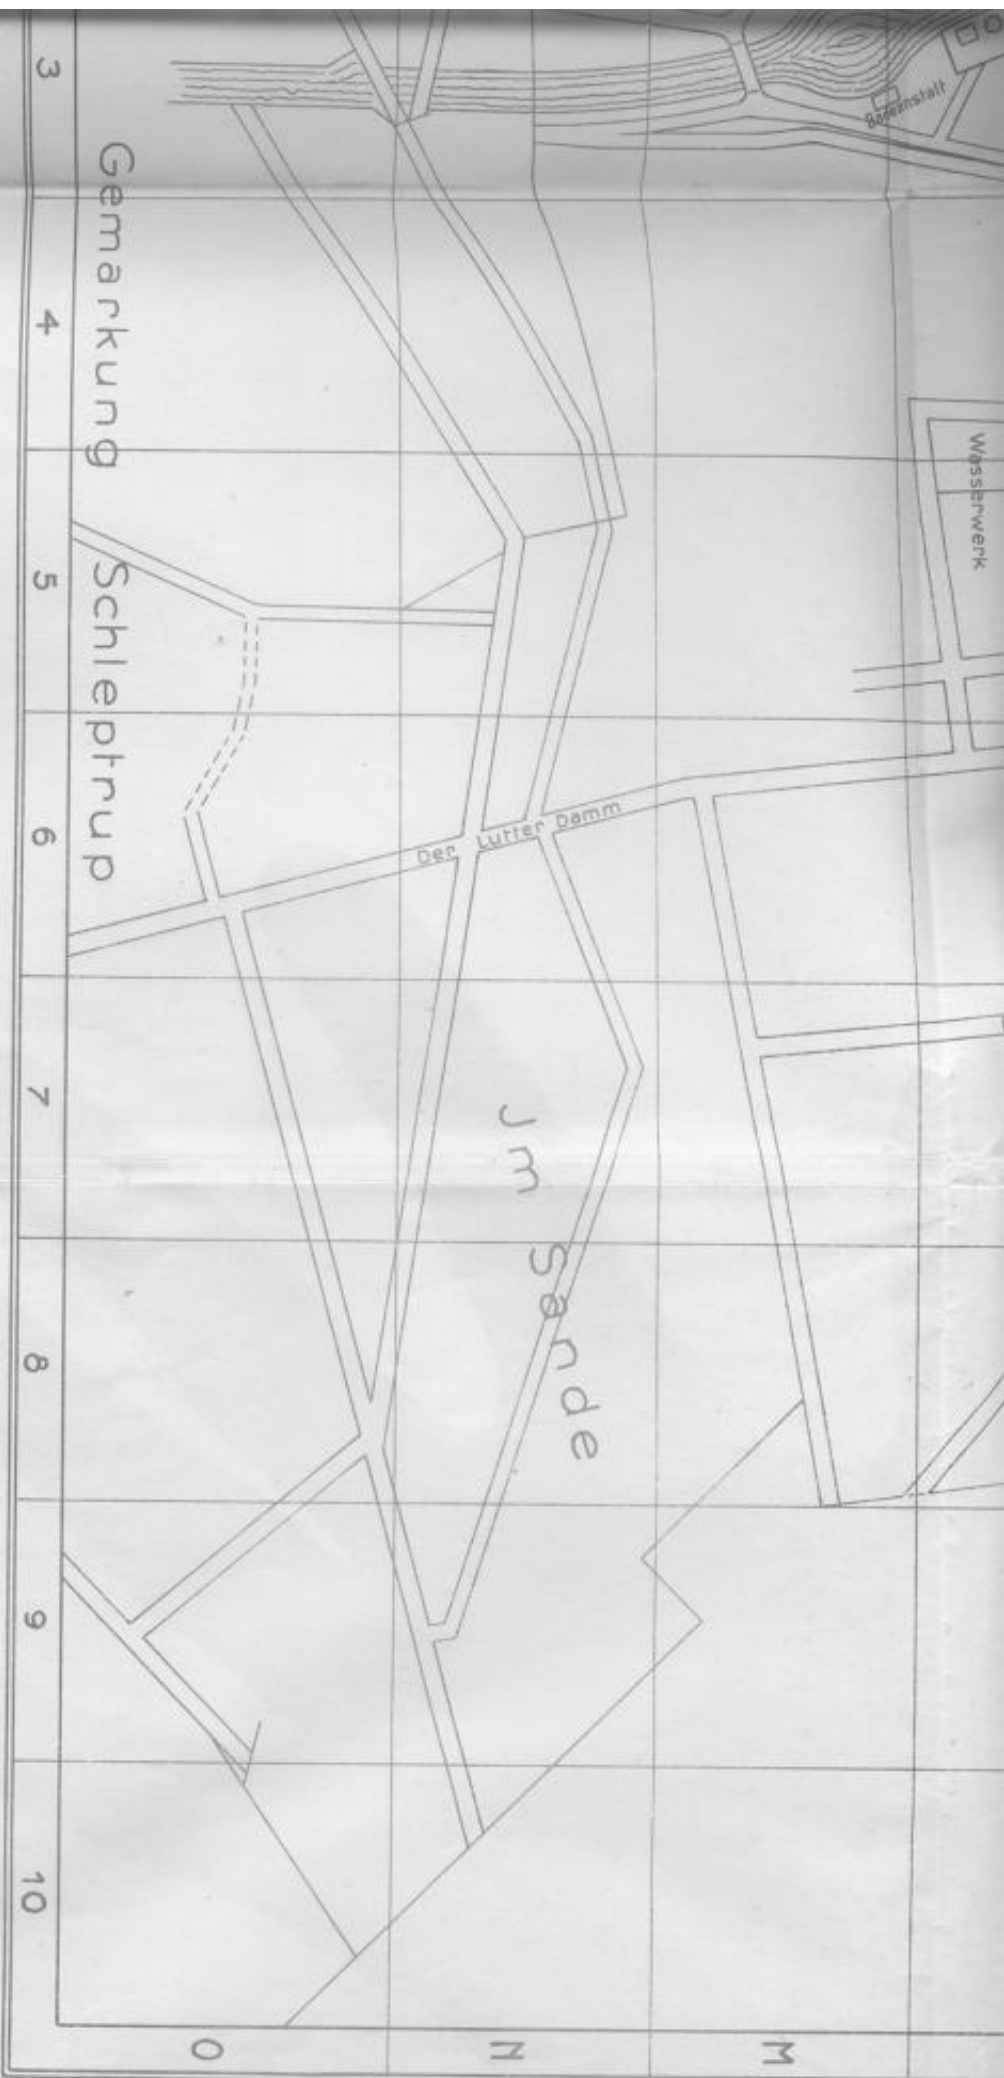 Badeanstalt
Wasserwerk
Der Lutter Damm
Jm Sande
Gemarkung Schleptrup
3
4
5
6
7
8
9
10
O
N
M